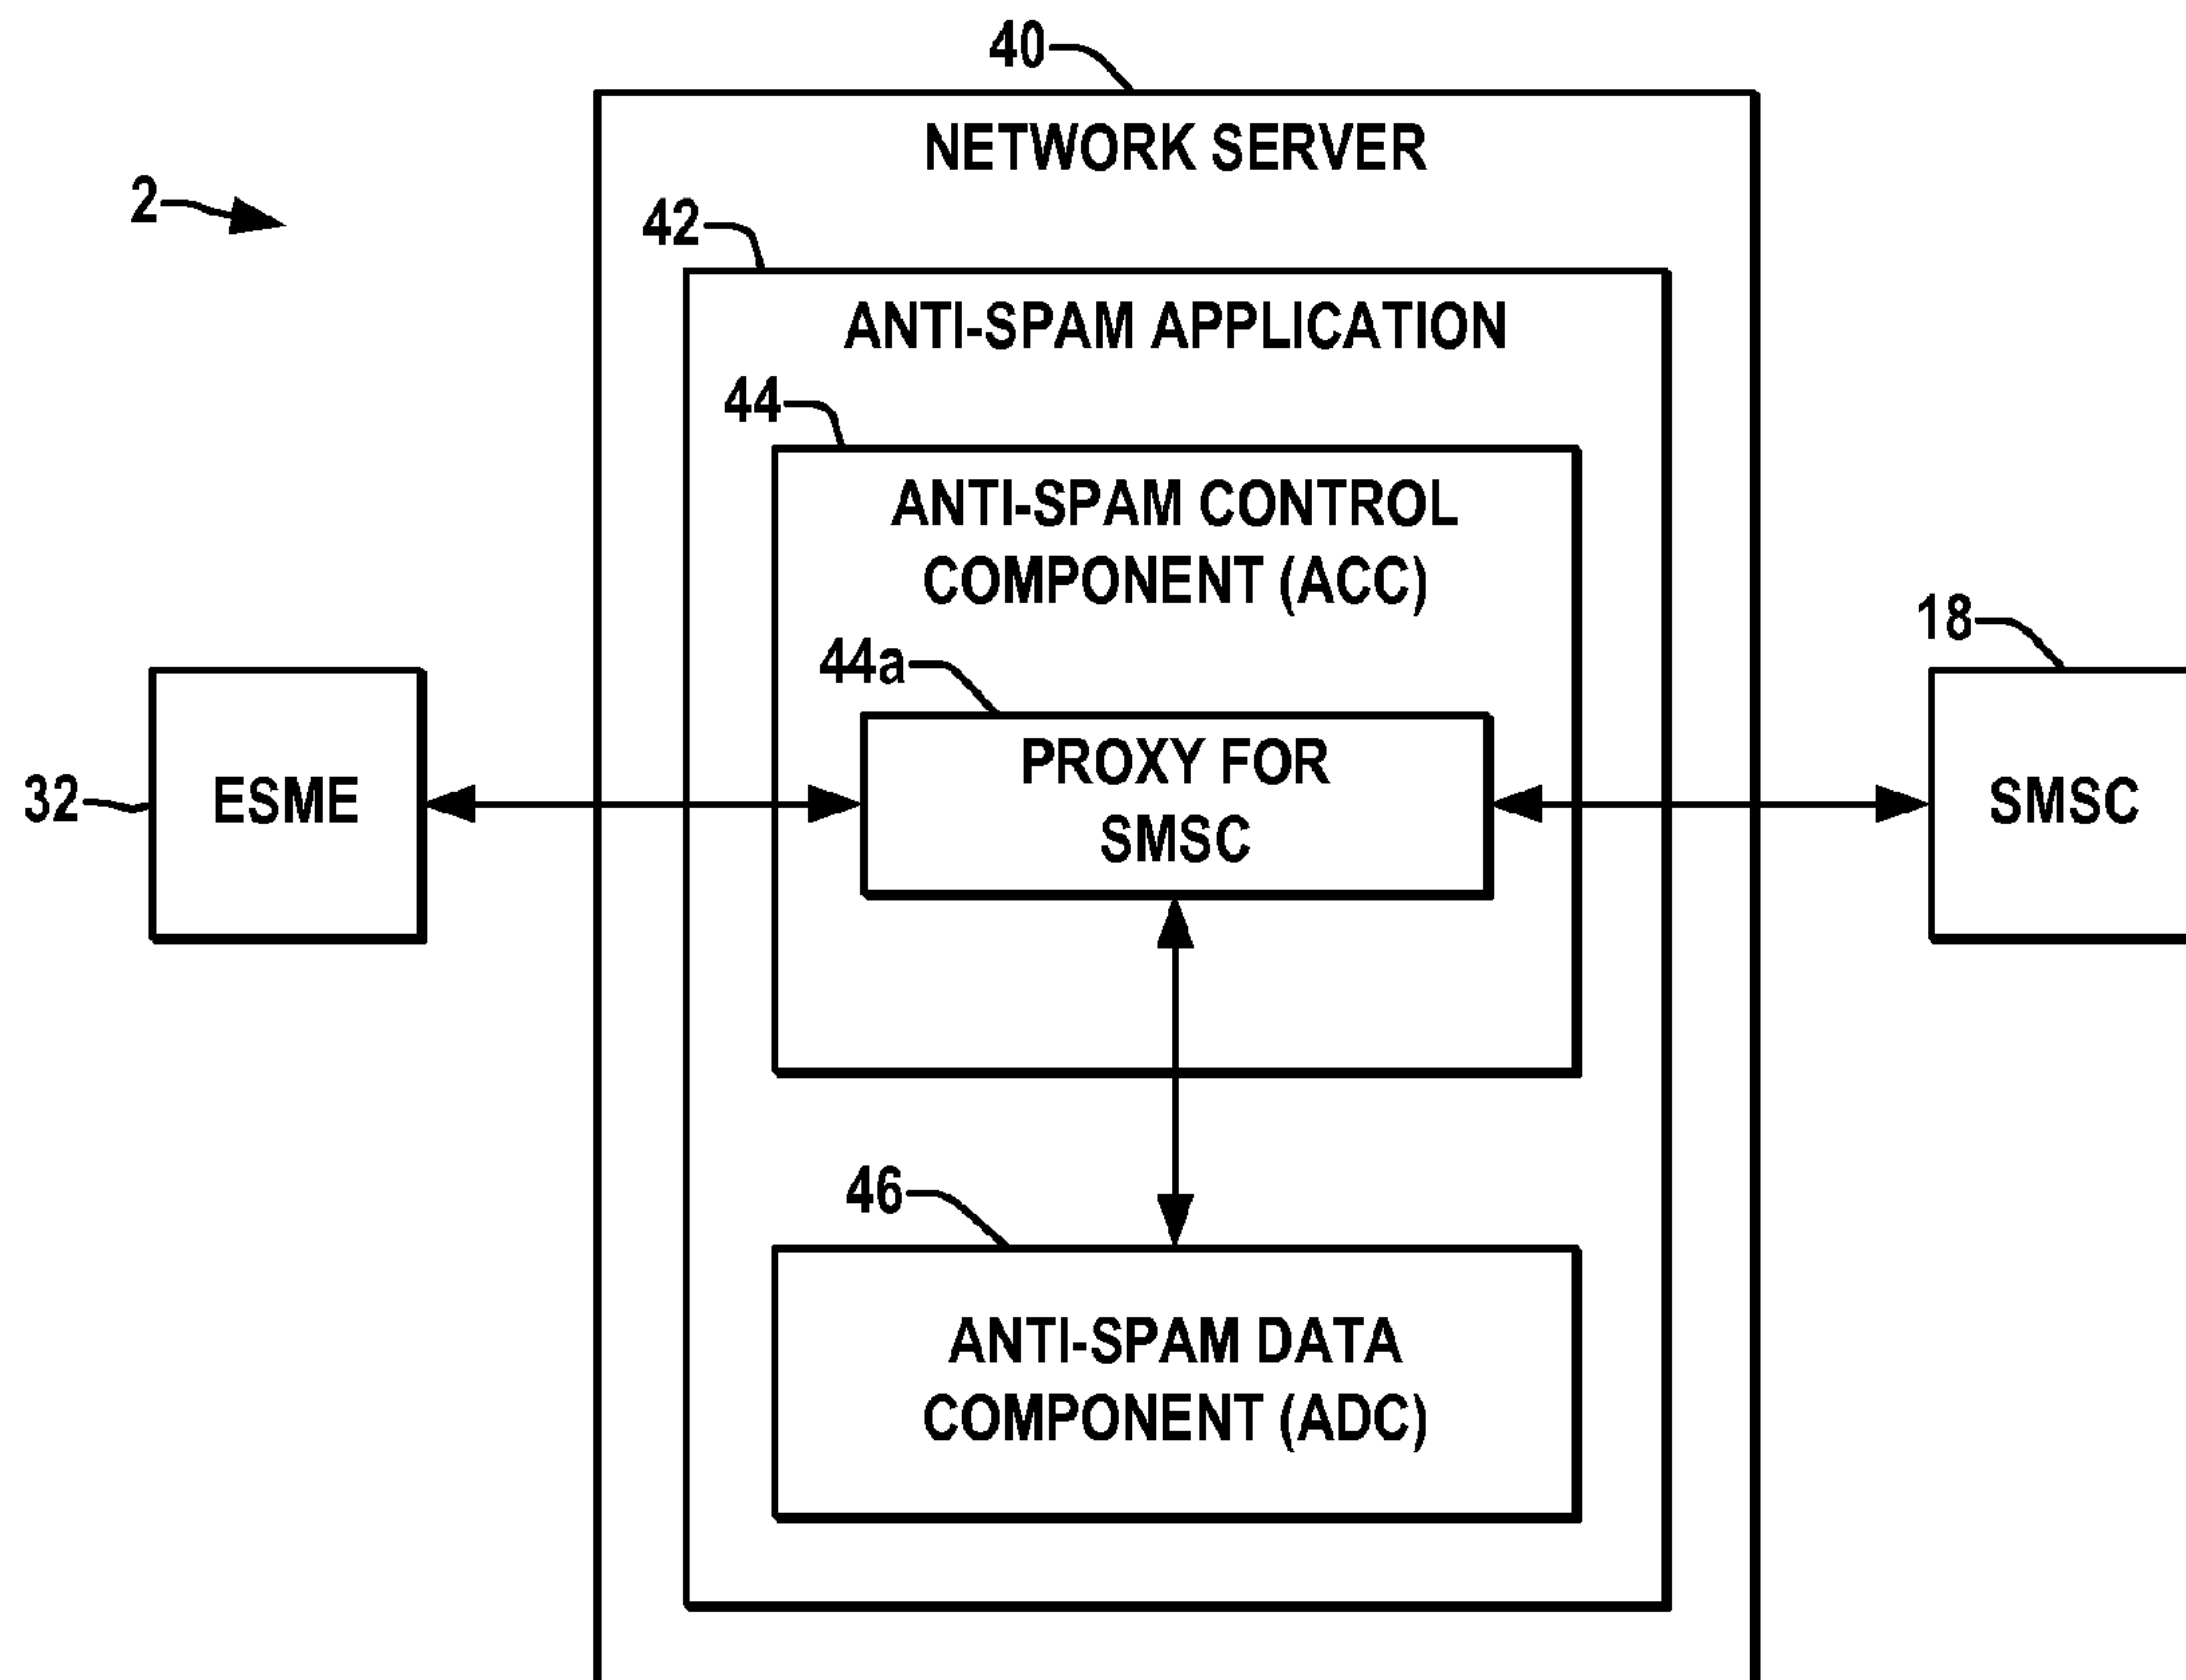 40
NETWORK SERVER
2
42
ANTI-SPAM APPLICATION
44
ANTI-SPAM CONTROL
COMPONENT (ACC)
18
44a
PROXY FOR
SMSC
32
ESME
SMSC
46
ANTI-SPAM DATA
COMPONENT (ADC)